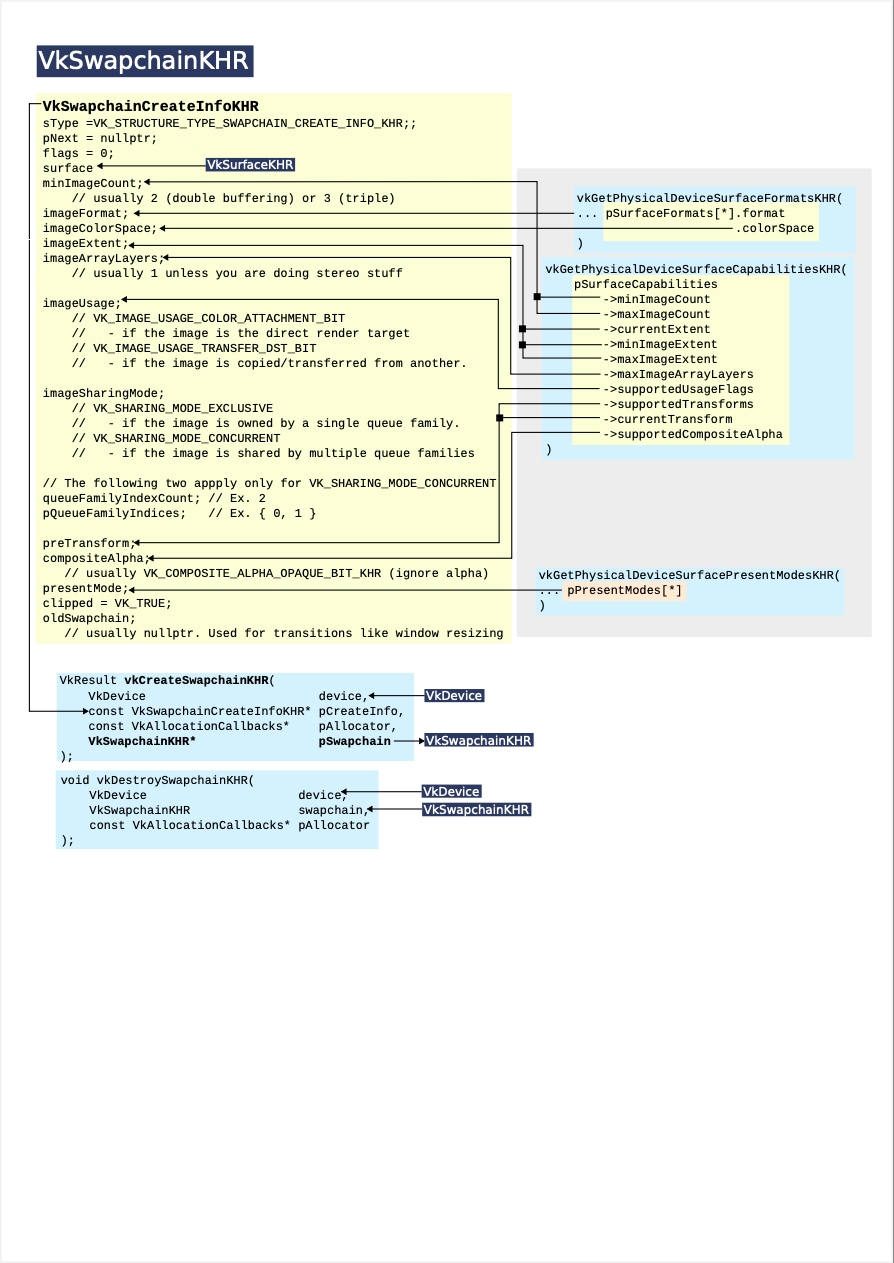 VkSwapchainKHR
VkSwapchainCreateInfoKHR
sType =VK_STRUCTURE_TYPE_SWAPCHAIN_CREATE_INFO_KHR;;
pNext = nullptr;
flags = 0;
surface
VkSurfaceKHR
minImageCount;
// usually 2 (double buffering) or 3 (triple)
imageFormat;
imageColorSpace;
imageExtent;
imageArrayLayers;
// usually 1 unless you are doing stereo stuff
imageUsage;
// VK_IMAGE_USAGE_COLOR_ATTACHMENT_BIT
//   - if the image is the direct render target
// VK_IMAGE_USAGE_TRANSFER_DST_BIT
//   - if the image is copied/transferred from another.
imageSharingMode;
// VK_SHARING_MODE_EXCLUSIVE
//   - if the image is owned by a single queue family.
// VK_SHARING_MODE_CONCURRENT
//   - if the image is shared by multiple queue families
// The following two appply only for VK_SHARING_MODE_CONCURRENT
queueFamilyIndexCount; // Ex. 2
pQueueFamilyIndices;   // Ex. { 0, 1 }
preTransform;
compositeAlpha;
// usually VK_COMPOSITE_ALPHA_OPAQUE_BIT_KHR (ignore alpha)
presentMode;
clipped = VK_TRUE;
oldSwapchain;
// usually nullptr. Used for transitions like window resizing
vkGetPhysicalDeviceSurfaceFormatsKHR(
... pSurfaceFormats[*].format
.colorSpace
)
vkGetPhysicalDeviceSurfaceCapabilitiesKHR(
pSurfaceCapabilities
->minImageCount
->maxImageCount
->currentExtent
->minImageExtent
->maxImageExtent
->maxImageArrayLayers
->supportedUsageFlags
->supportedTransforms
->currentTransform
->supportedCompositeAlpha
)
vkGetPhysicalDeviceSurfacePresentModesKHR(
... pPresentModes[*]
)
VkResult vkCreateSwapchainKHR(
VkDevice                        device,
VkDevice
const VkSwapchainCreateInfoKHR* pCreateInfo,
const VkAllocationCallbacks*    pAllocator,
VkSwapchainKHR*                 pSwapchain
VkSwapchainKHR
);
void vkDestroySwapchainKHR(
VkDevice                     device,
VkDevice
VkSwapchainKHR               swapchain,
VkSwapchainKHR
const VkAllocationCallbacks* pAllocator
);